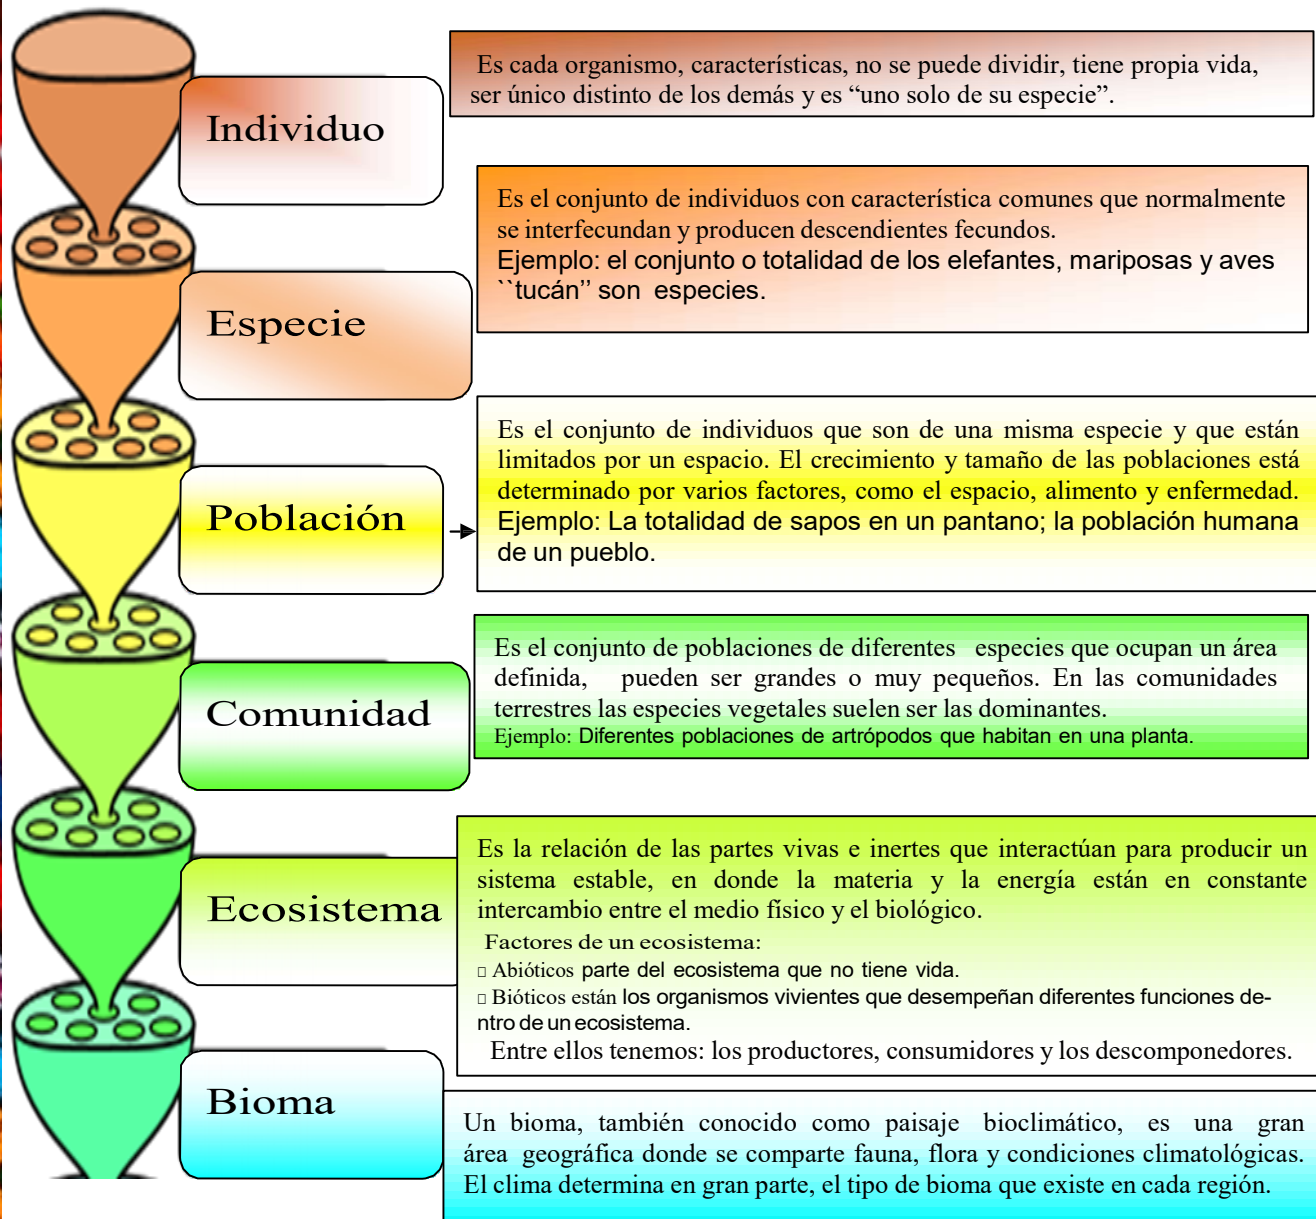 Es cada organismo, características, no se puede dividir, tiene propia vida,
ser único distinto de los demás y es “uno solo de su especie”.
Individuo
Es el conjunto de individuos con característica comunes que normalmente
se interfecundan y producen descendientes fecundos.
Ejemplo: el conjunto o totalidad de los elefantes, mariposas y aves
``tucán’’ son especies.
Especie
Es el conjunto de individuos que son de una misma especie y que están
limitados por un espacio. El crecimiento y tamaño de las poblaciones está
determinado por varios factores, como el espacio, alimento y enfermedad.
Ejemplo: La totalidad de sapos en un pantano; la población humana
de un pueblo.
Población
Es el conjunto de poblaciones de diferentes especies que ocupan un área
definida, pueden ser grandes o muy pequeños. En las comunidades
terrestres las especies vegetales suelen ser las dominantes.
Ejemplo: Diferentes poblaciones de artrópodos que habitan en una planta.
Comunidad
Es la relación de las partes vivas e inertes que interactúan para producir un
sistema estable, en donde la materia y la energía están en constante
intercambio entre el medio físico y el biológico.
Factores de un ecosistema:
□ Abióticos parte del ecosistema que no tiene vida.
□ Bióticos están los organismos vivientes que desempeñan diferentes funciones de-
ntro de un ecosistema.
Entre ellos tenemos: los productores, consumidores y los descomponedores.
Ecosistema
Bioma
Un bioma, también conocido como paisaje bioclimático, es una gran
área geográfica donde se comparte fauna, flora y condiciones climatológicas.
El clima determina en gran parte, el tipo de bioma que existe en cada región.